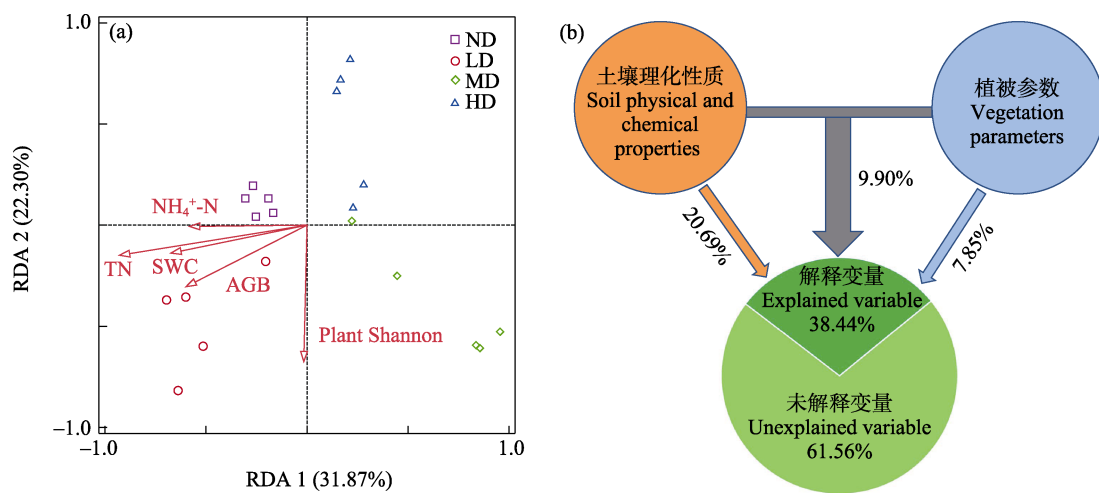 (a)
1.0
ND
LD
MD
HD
NH₄⁺-N
TN
SWC
AGB
Plant Shannon
RDA 2 (22.30%)
−1.0
−1.0
1.0
RDA 1 (31.87%)
(b)
土壤理化性质
Soil physical and
chemical
properties
植被参数
Vegetation
parameters
9.90%
20.69%
7.85%
解释变量
Explained variable
38.44%
未解释变量
Unexplained variable
61.56%